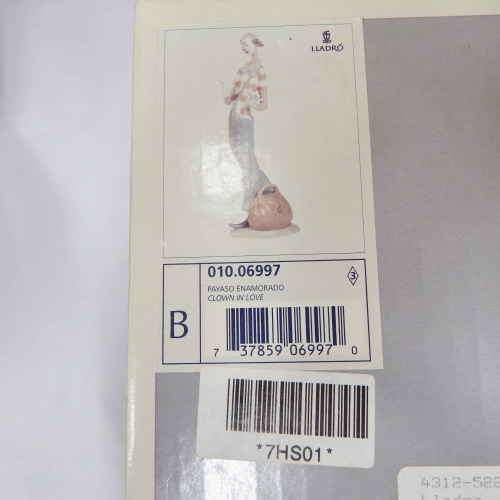 LLADRÓ
010.06997
PAYASO ENAMORADO
CLOWN IN LOVE
3
B
7 37859 06997 0
*7HS01*
4312-522